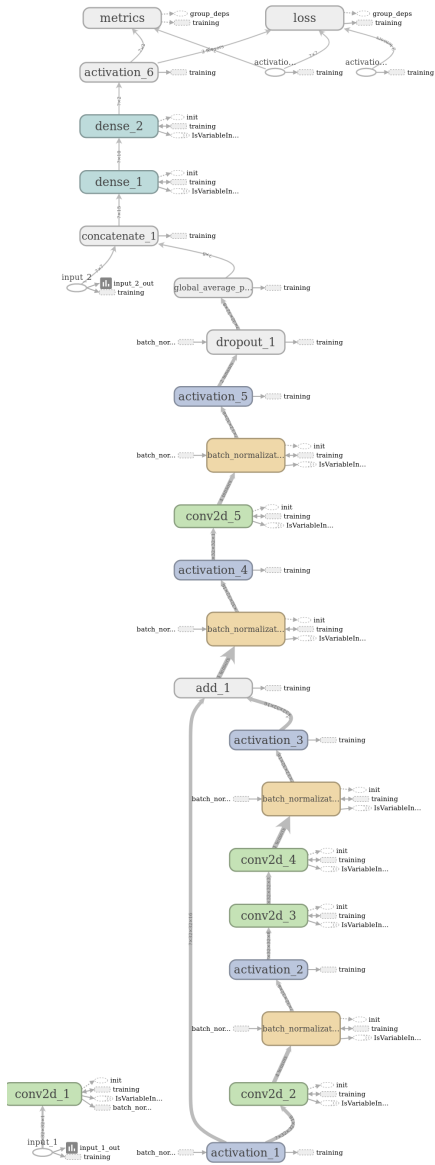 metrics
group_deps
training
loss
group_deps
training
activation_6
training
activatio...
training
activatio...
training
dense_2
init
training
IsVariableIn...
dense_1
init
training
IsVariableIn...
concatenate_1
training
input_2
input_2_out
training
global_average_p...
training
batch_nor...
dropout_1
training
activation_5
training
batch_nor...
batch_normalizat...
init
training
IsVariableIn...
conv2d_5
init
training
IsVariableIn...
activation_4
training
batch_nor...
batch_normalizat...
init
training
IsVariableIn...
add_1
training
activation_3
training
batch_nor...
batch_normalizat...
init
training
IsVariableIn...
conv2d_4
init
training
IsVariableIn...
conv2d_3
init
training
IsVariableIn...
activation_2
training
batch_nor...
batch_normalizat...
init
training
IsVariableIn...
conv2d_1
init
training
IsVariableIn...
batch_nor...
conv2d_2
init
training
IsVariableIn...
input_1
input_1_out
training
batch_nor...
activation_1
training